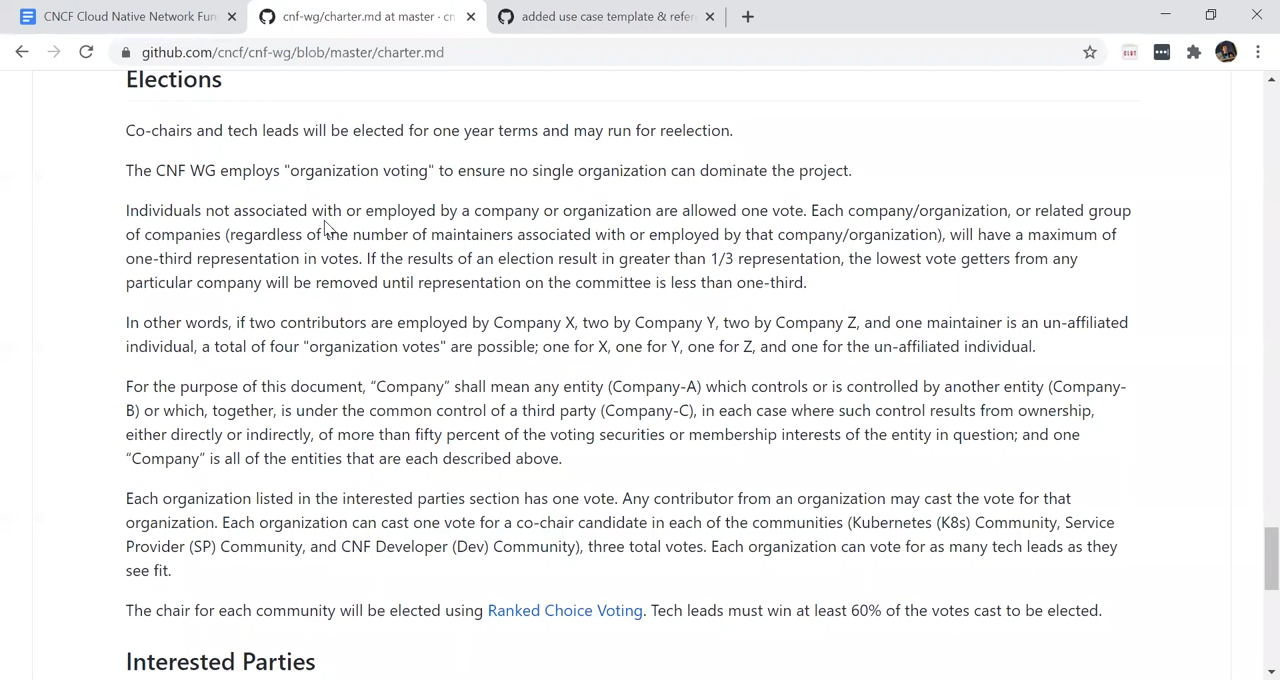 CNCF Cloud Native Network Fun
cnf-wg/charter.md at master · cn
added use case template & refer
github.com/cncf/cnf-wg/blob/master/charter.md
Elections
Co-chairs and tech leads will be elected for one year terms and may run for reelection.
The CNF WG employs "organization voting" to ensure no single organization can dominate the project.
Individuals not associated with or employed by a company or organization are allowed one vote. Each company/organization, or related group
of companies (regardless of the number of maintainers associated with or employed by that company/organization), will have a maximum of
one-third representation in votes. If the results of an election result in greater than 1/3 representation, the lowest vote getters from any
particular company will be removed until representation on the committee is less than one-third.
In other words, if two contributors are employed by Company X, two by Company Y, two by Company Z, and one maintainer is an un-affiliated
individual, a total of four "organization votes" are possible; one for X, one for Y, one for Z, and one for the un-affiliated individual.
For the purpose of this document, “Company” shall mean any entity (Company-A) which controls or is controlled by another entity (Company-
B) or which, together, is under the common control of a third party (Company-C), in each case where such control results from ownership,
either directly or indirectly, of more than fifty percent of the voting securities or membership interests of the entity in question; and one
“Company” is all of the entities that are each described above.
Each organization listed in the interested parties section has one vote. Any contributor from an organization may cast the vote for that
organization. Each organization can cast one vote for a co-chair candidate in each of the communities (Kubernetes (K8s) Community, Service
Provider (SP) Community, and CNF Developer (Dev) Community), three total votes. Each organization can vote for as many tech leads as they
see fit.
The chair for each community will be elected using Ranked Choice Voting. Tech leads must win at least 60% of the votes cast to be elected.
Interested Parties